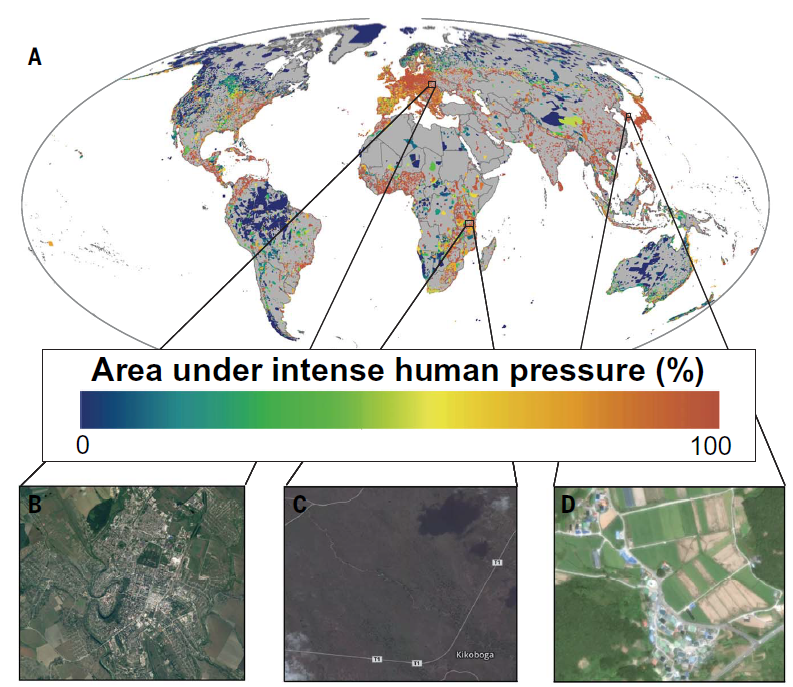 A
Area under intense human pressure (%)
0
100
B
C
D
T1
Kikoboga
T1
T1